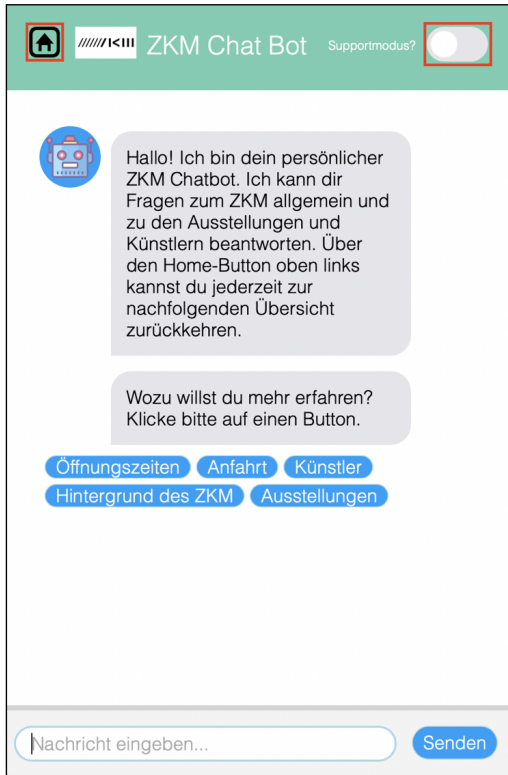 //////ZKIII ZKM Chat Bot Supportmodus?
Hallo! Ich bin dein persönlicher
ZKM Chatbot. Ich kann dir
Fragen zum ZKM allgemein und
zu den Ausstellungen und
Künstlern beantworten. Über
den Home-Button oben links
kannst du jederzeit zur
nachfolgenden Übersicht
zurückkehren.
Wozu willst du mehr erfahren?
Klicke bitte auf einen Button.
Öffnungszeiten Anfahrt Künstler
Hintergrund des ZKM Ausstellungen
Nachricht eingeben... Senden